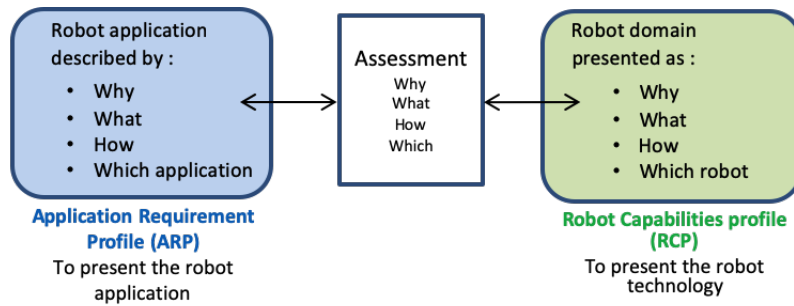 Robot application
described by :
• Why
• What
• How
• Which application
Application Requirement
Profile (ARP)
To present the robot
application
Assessment
Why
What
How
Which
Robot domain
presented as :
• Why
• What
• How
• Which robot
Robot Capabilities profile
(RCP)
To present the robot
technology